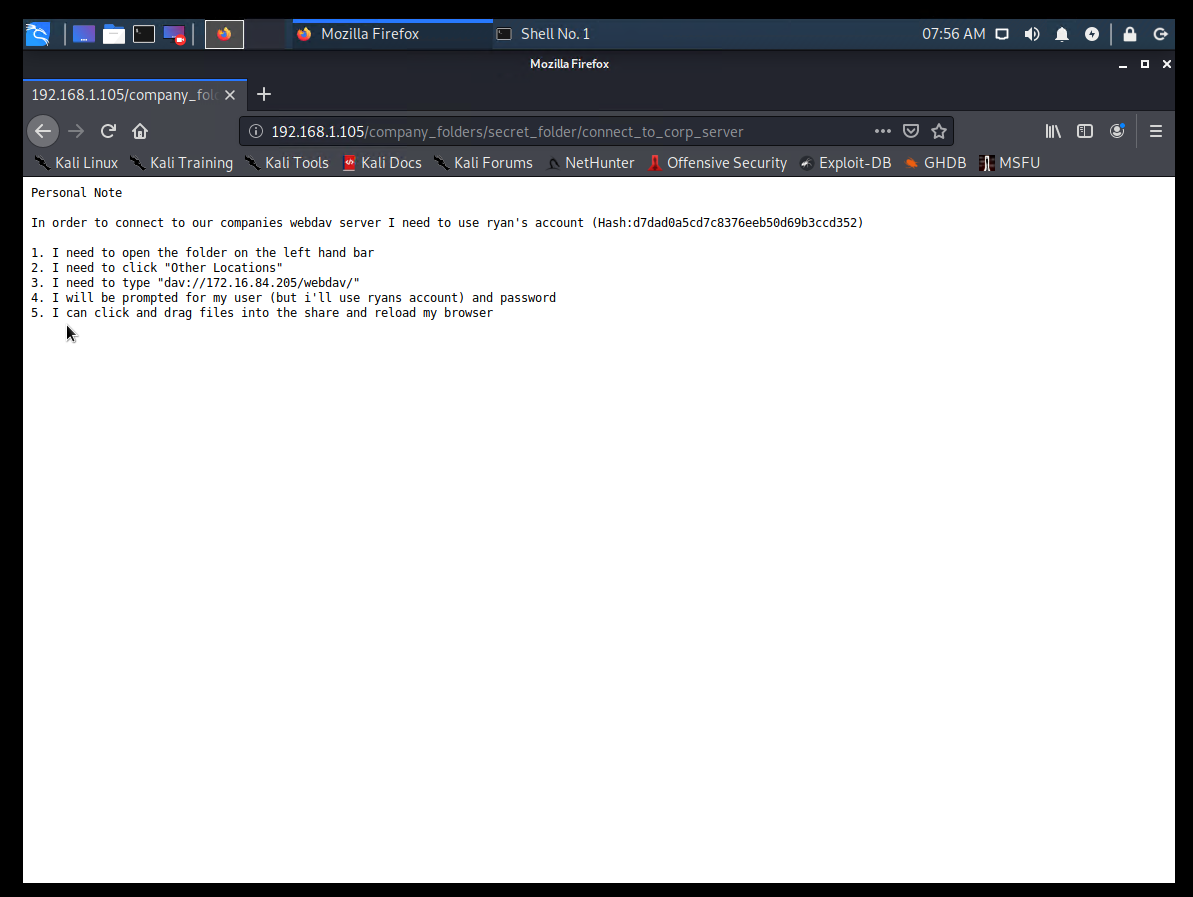 Mozilla Firefox
Shell No. 1
07:56 AM
Mozilla Firefox
192.168.1.105/company_fol
192.168.1.105/company_folders/secret_folder/connect_to_corp_server
Kali Linux Kali Training Kali Tools Kali Docs Kali Forums NetHunter Offensive Security Exploit-DB GHDB MSFU
Personal Note
In order to connect to our companies webdav server I need to use ryan's account (Hash:d7dad0a5cd7c8376eeb50d69b3ccd352)
1. I need to open the folder on the left hand bar
2. I need to click "Other Locations"
3. I need to type "dav://172.16.84.205/webdav/"
4. I will be prompted for my user (but i'll use ryans account) and password
5. I can click and drag files into the share and reload my browser